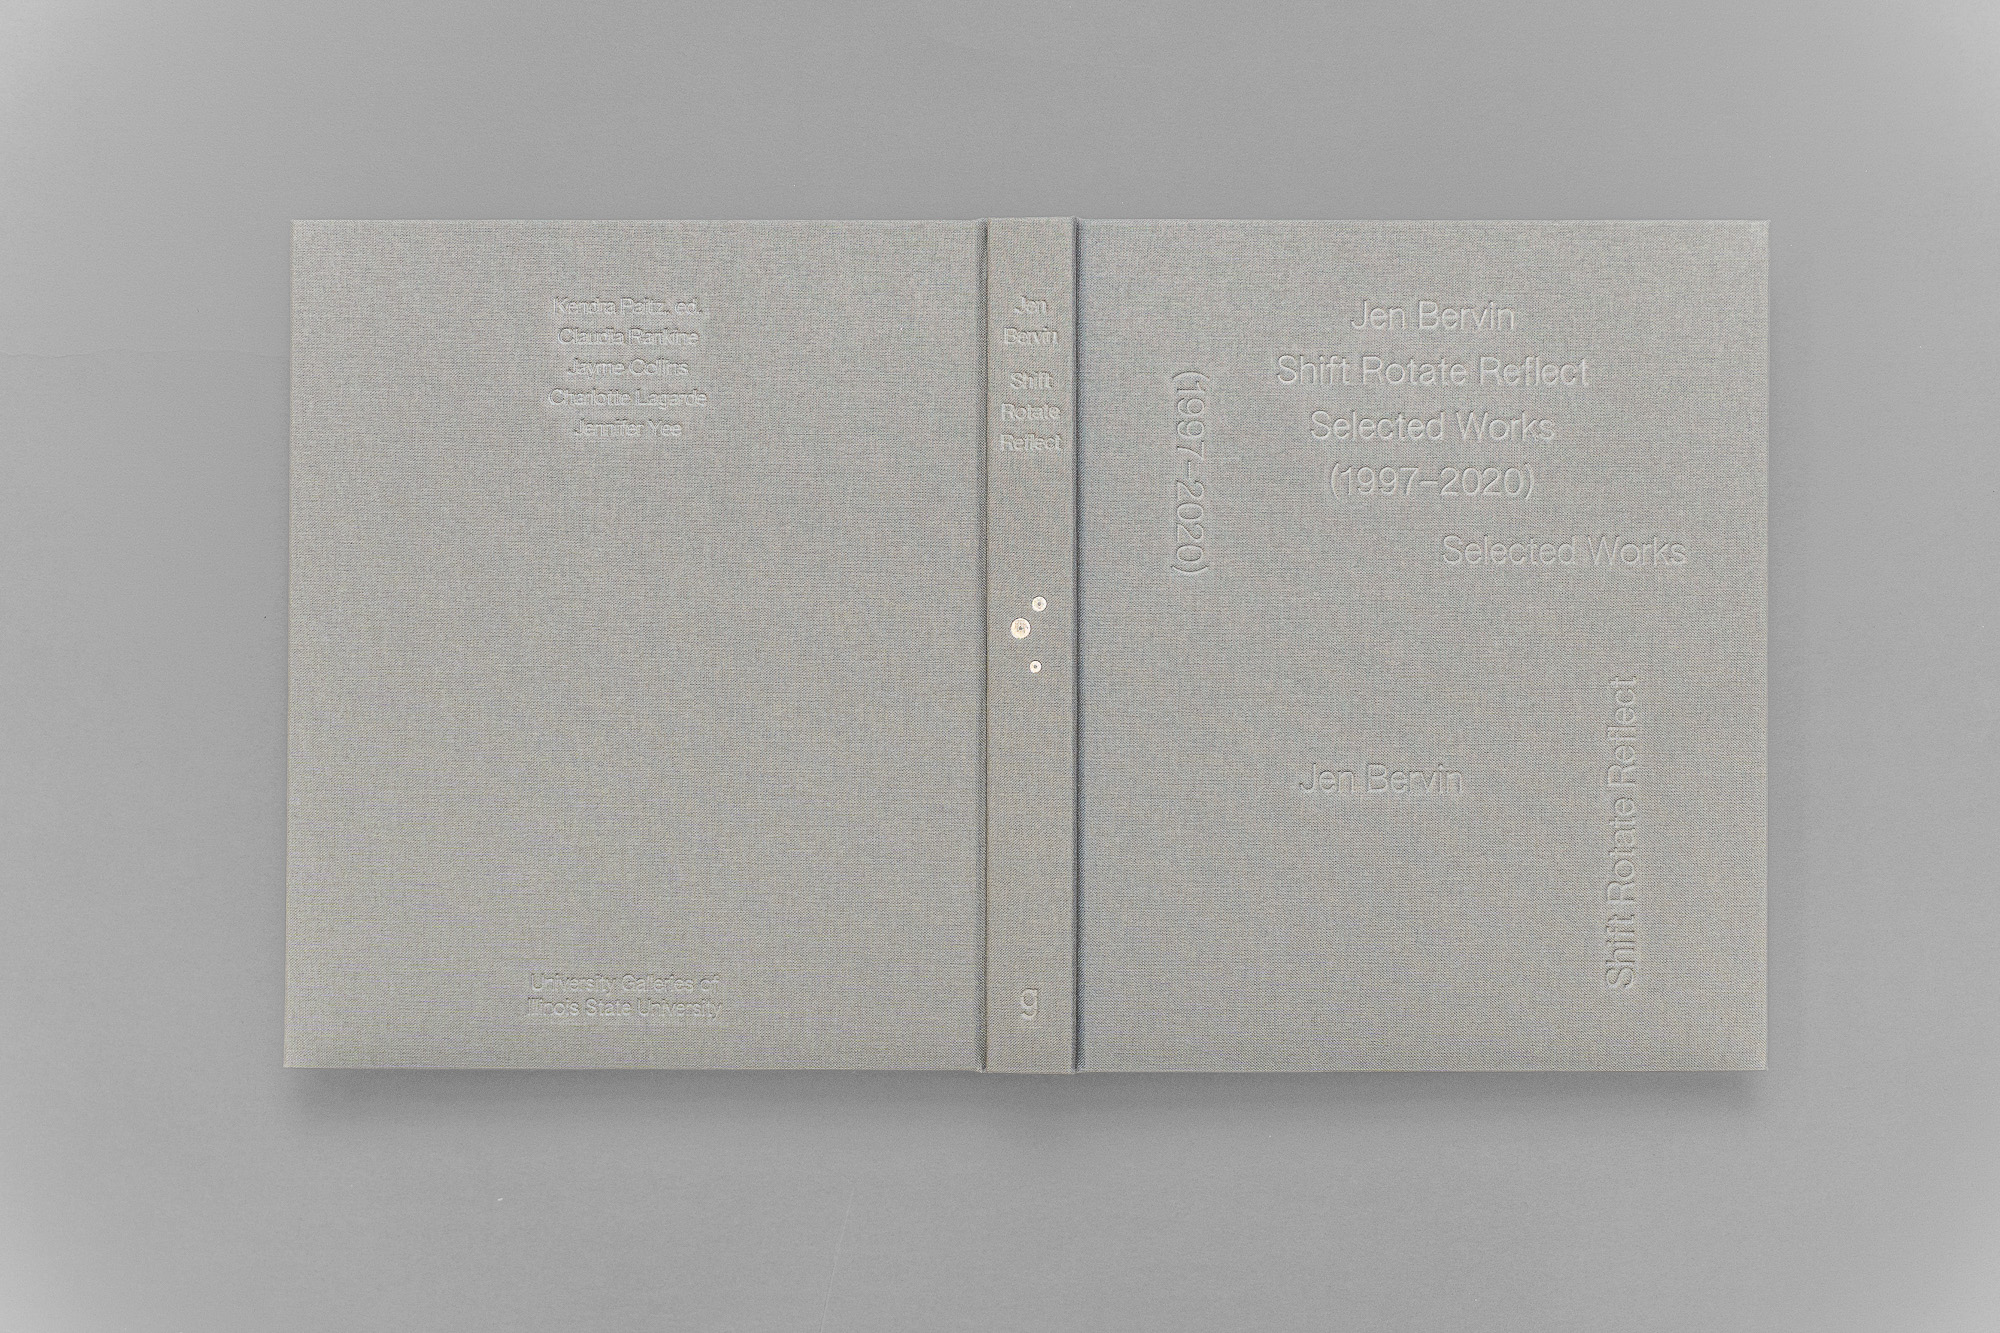 Kendra Paitz, ed.
Claudia Rankine
Jayme Collins
Charlotte Lagarde
Jennifer Yee
University Galleries of
Illinois State University
Jen
Bervin
Shift
Rotate
Reflect
g
Jen Bervin
Shift Rotate Reflect
Selected Works
(1997–2020)
(1997–2020)
Selected Works
Jen Bervin
Shift Rotate Reflect